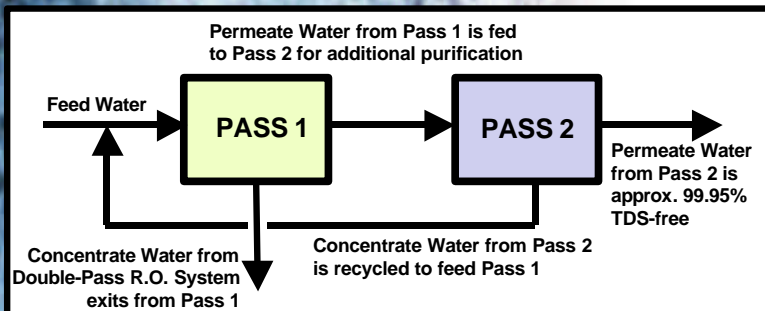 Permeate Water from Pass 1 is fed
to Pass 2 for additional purification
Feed Water
PASS 1
PASS 2
Permeate Water
from Pass 2 is
approx. 99.95%
TDS-free
Concentrate Water from
Double-Pass R.O. System
exits from Pass 1
Concentrate Water from Pass 2
is recycled to feed Pass 1